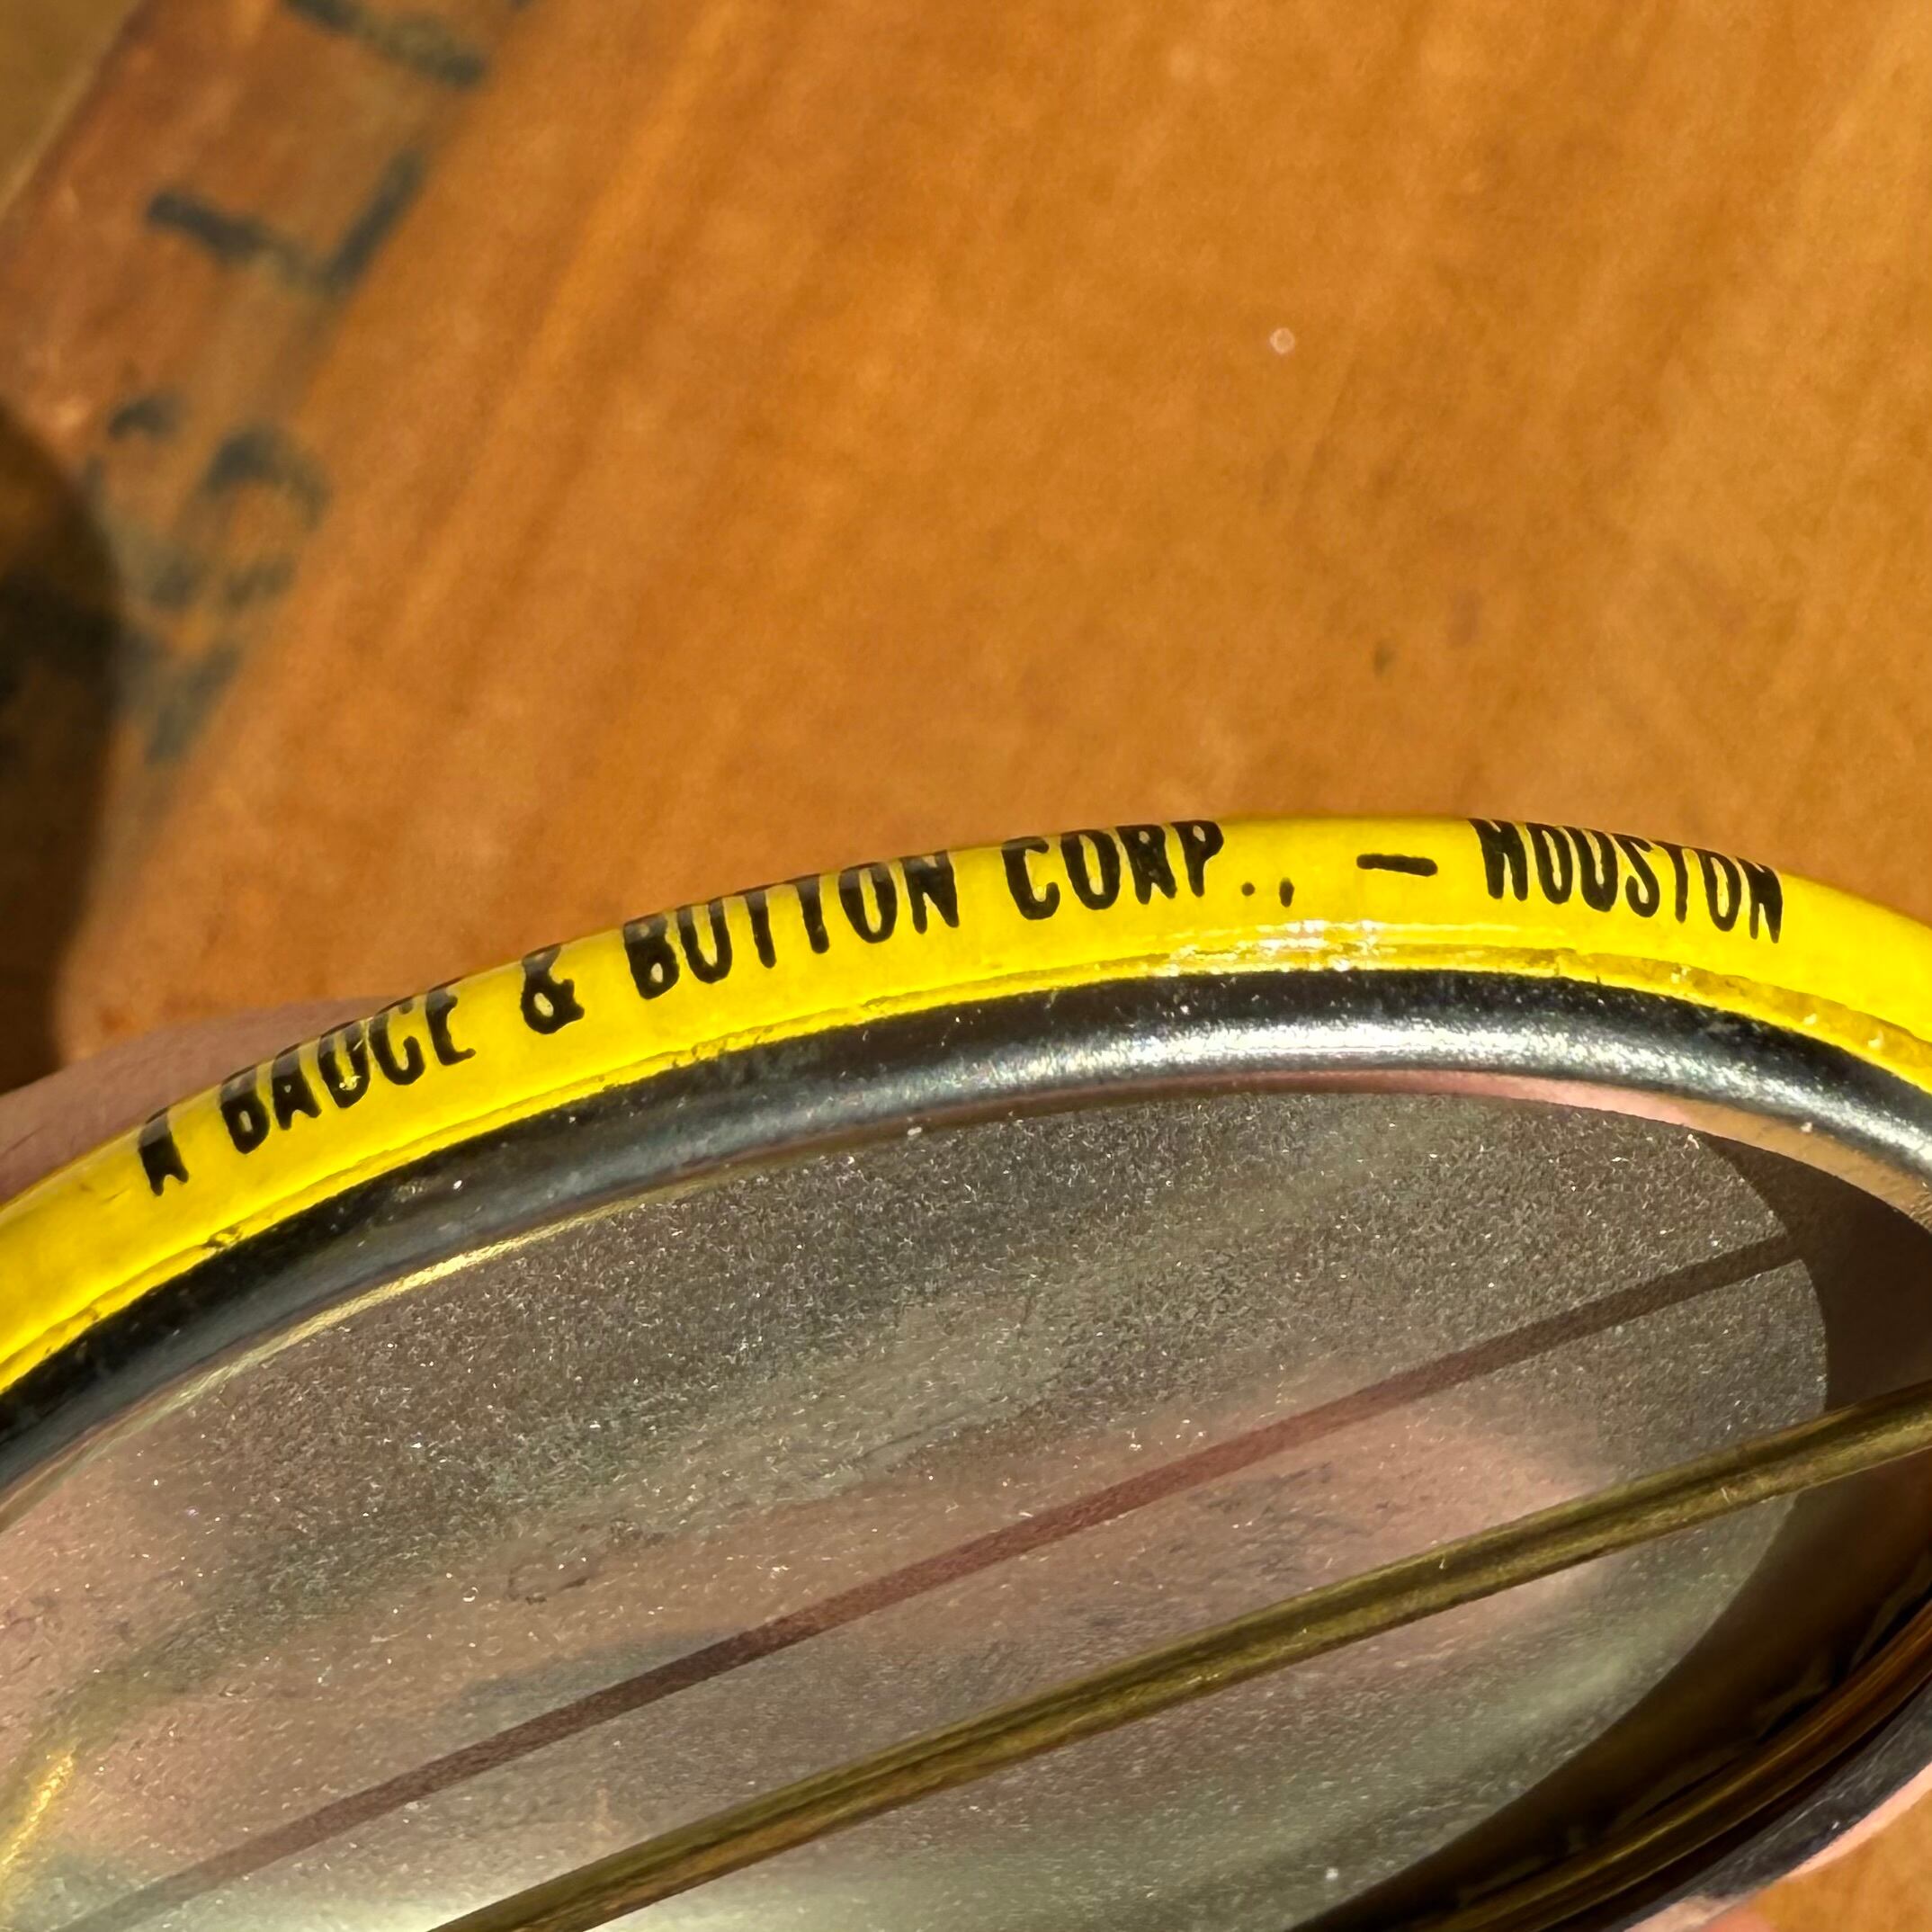 BADGE & BUTTON CORP., – HOUSTON